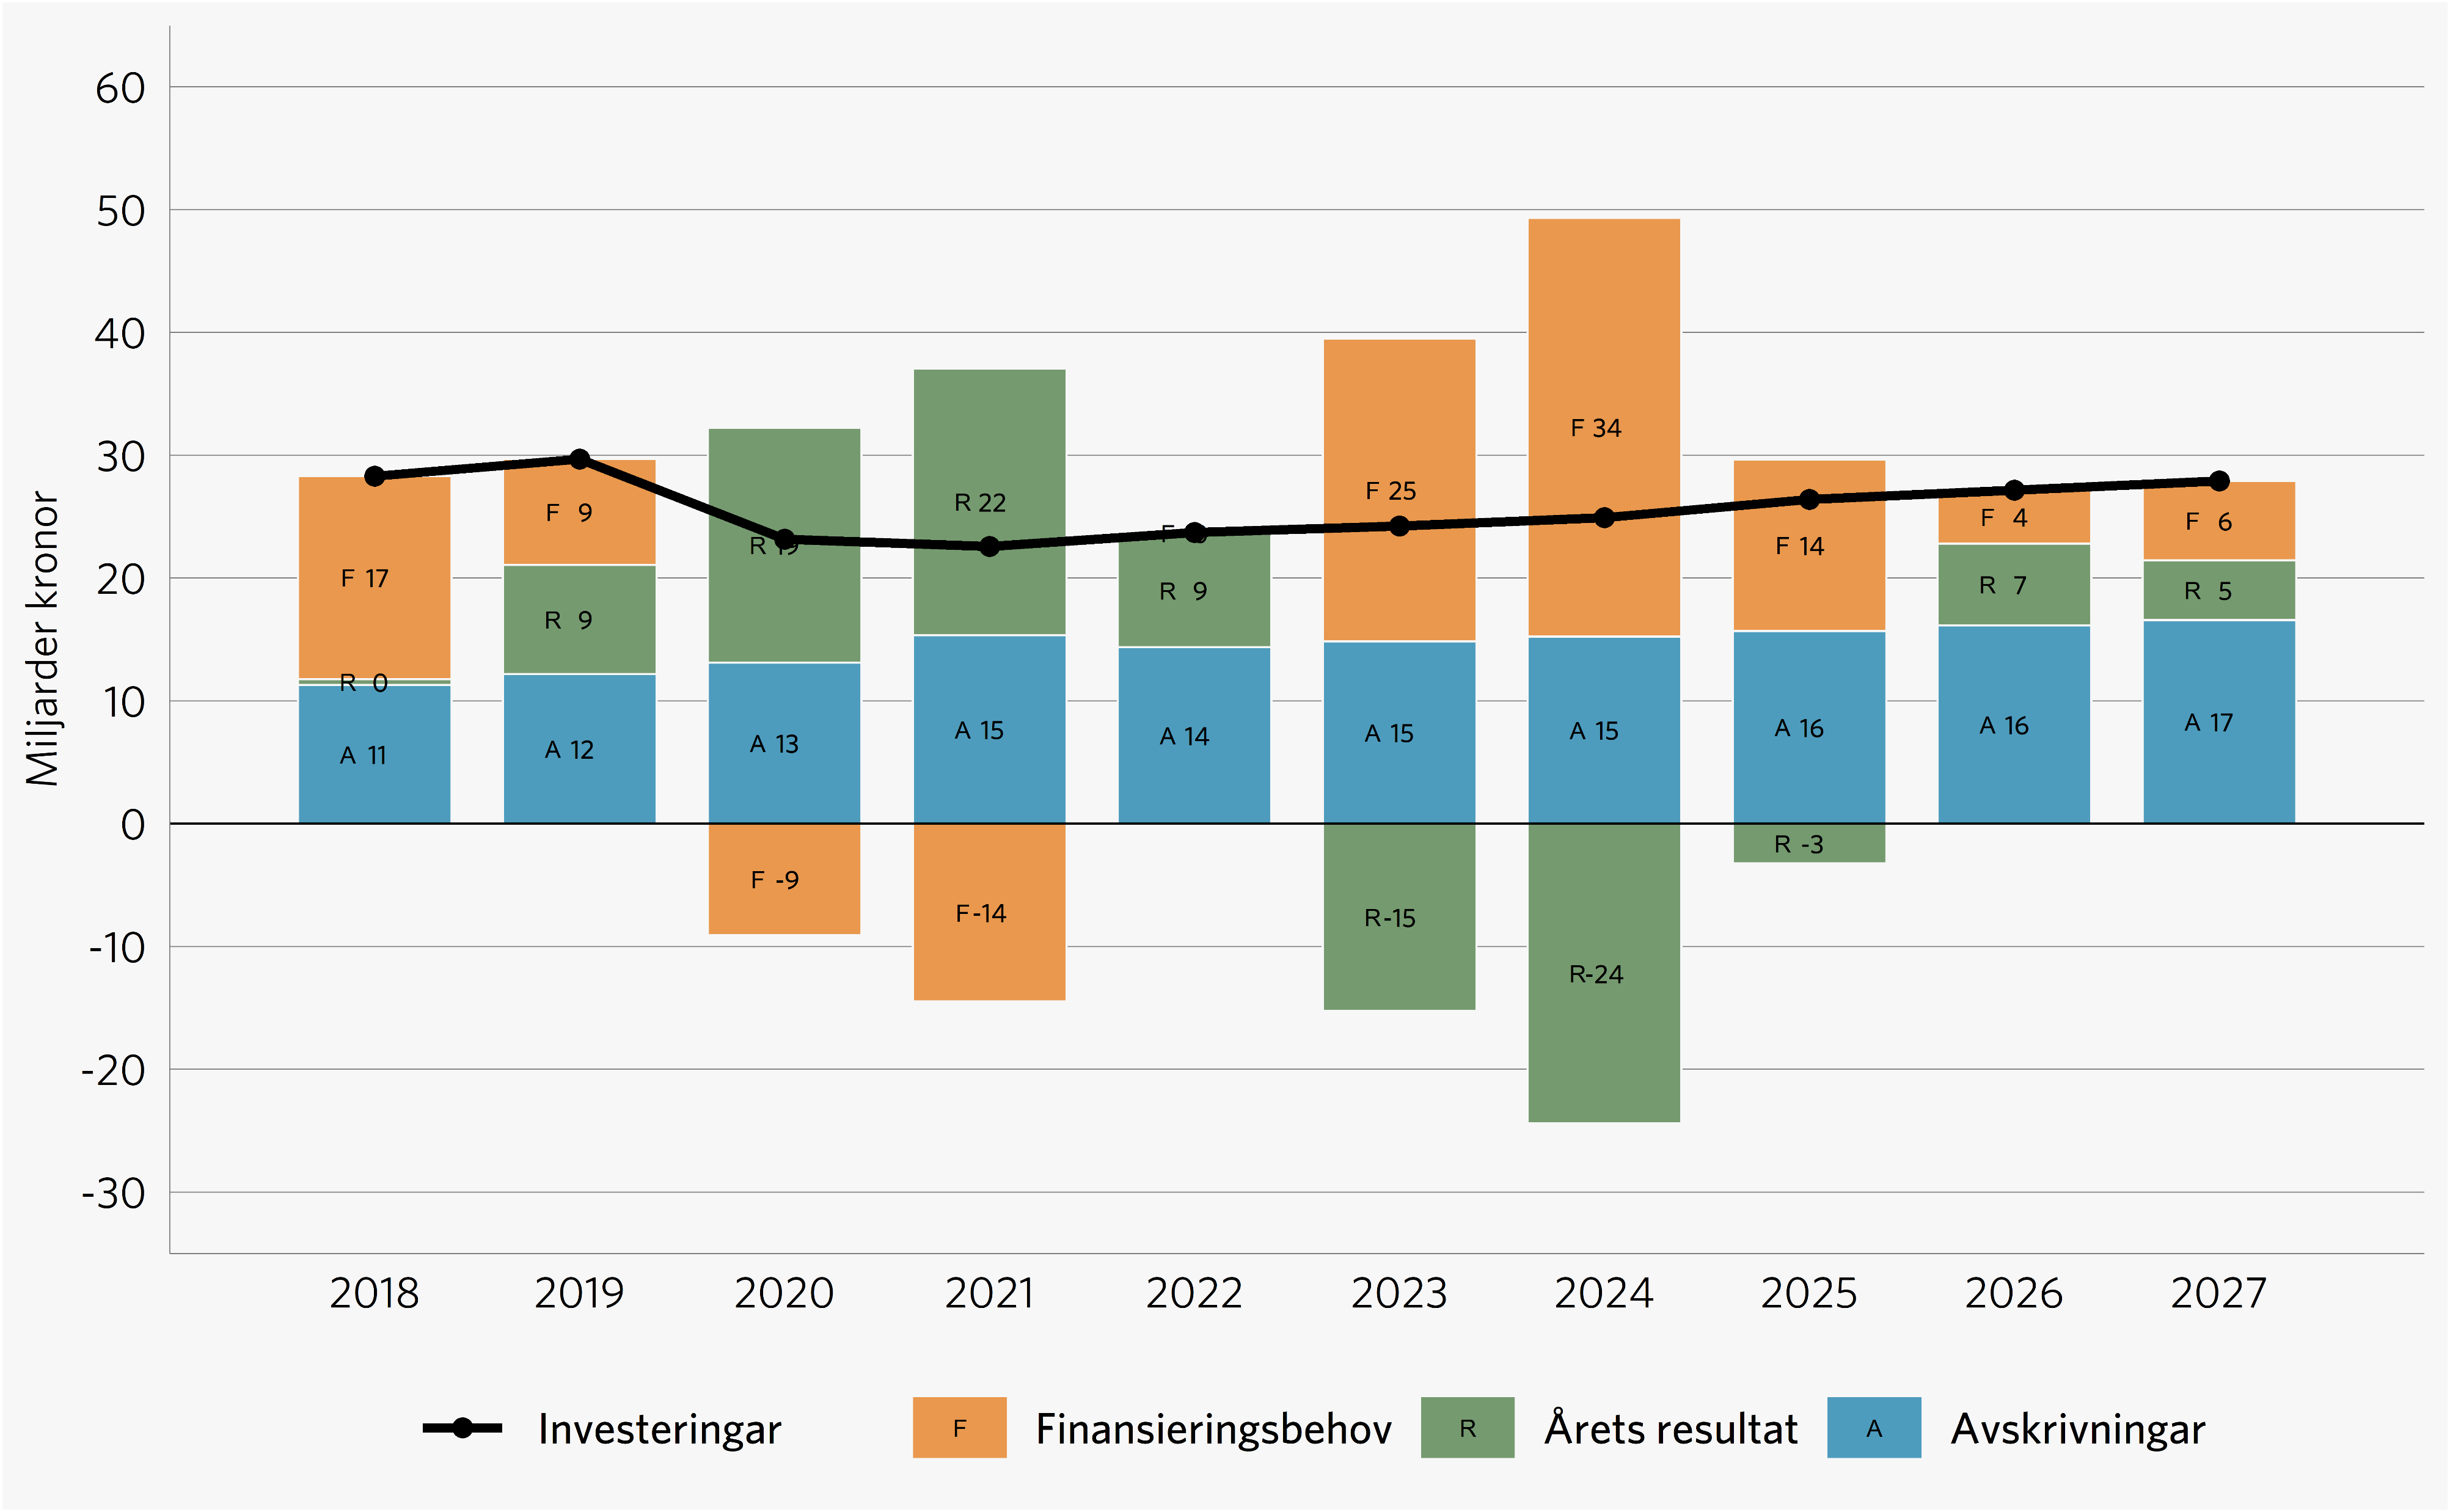 Miljarder kronor
60
50
40
30
20
10
0
-10
-20
-30
F 17
R 0
A 11
F 9
R 9
A 12
R 19
A 13
F -9
R 22
A 15
F-14
F
R 9
A 14
F 25
A 15
R-15
F 34
A 15
R-24
F 14
A 16
R -3
F 4
R 7
A 16
F 6
R 5
A 17
2018 2019 2020 2021 2022 2023 2024 2025 2026 2027
Investeringar F Finansieringsbehov R Årets resultat A Avskrivningar